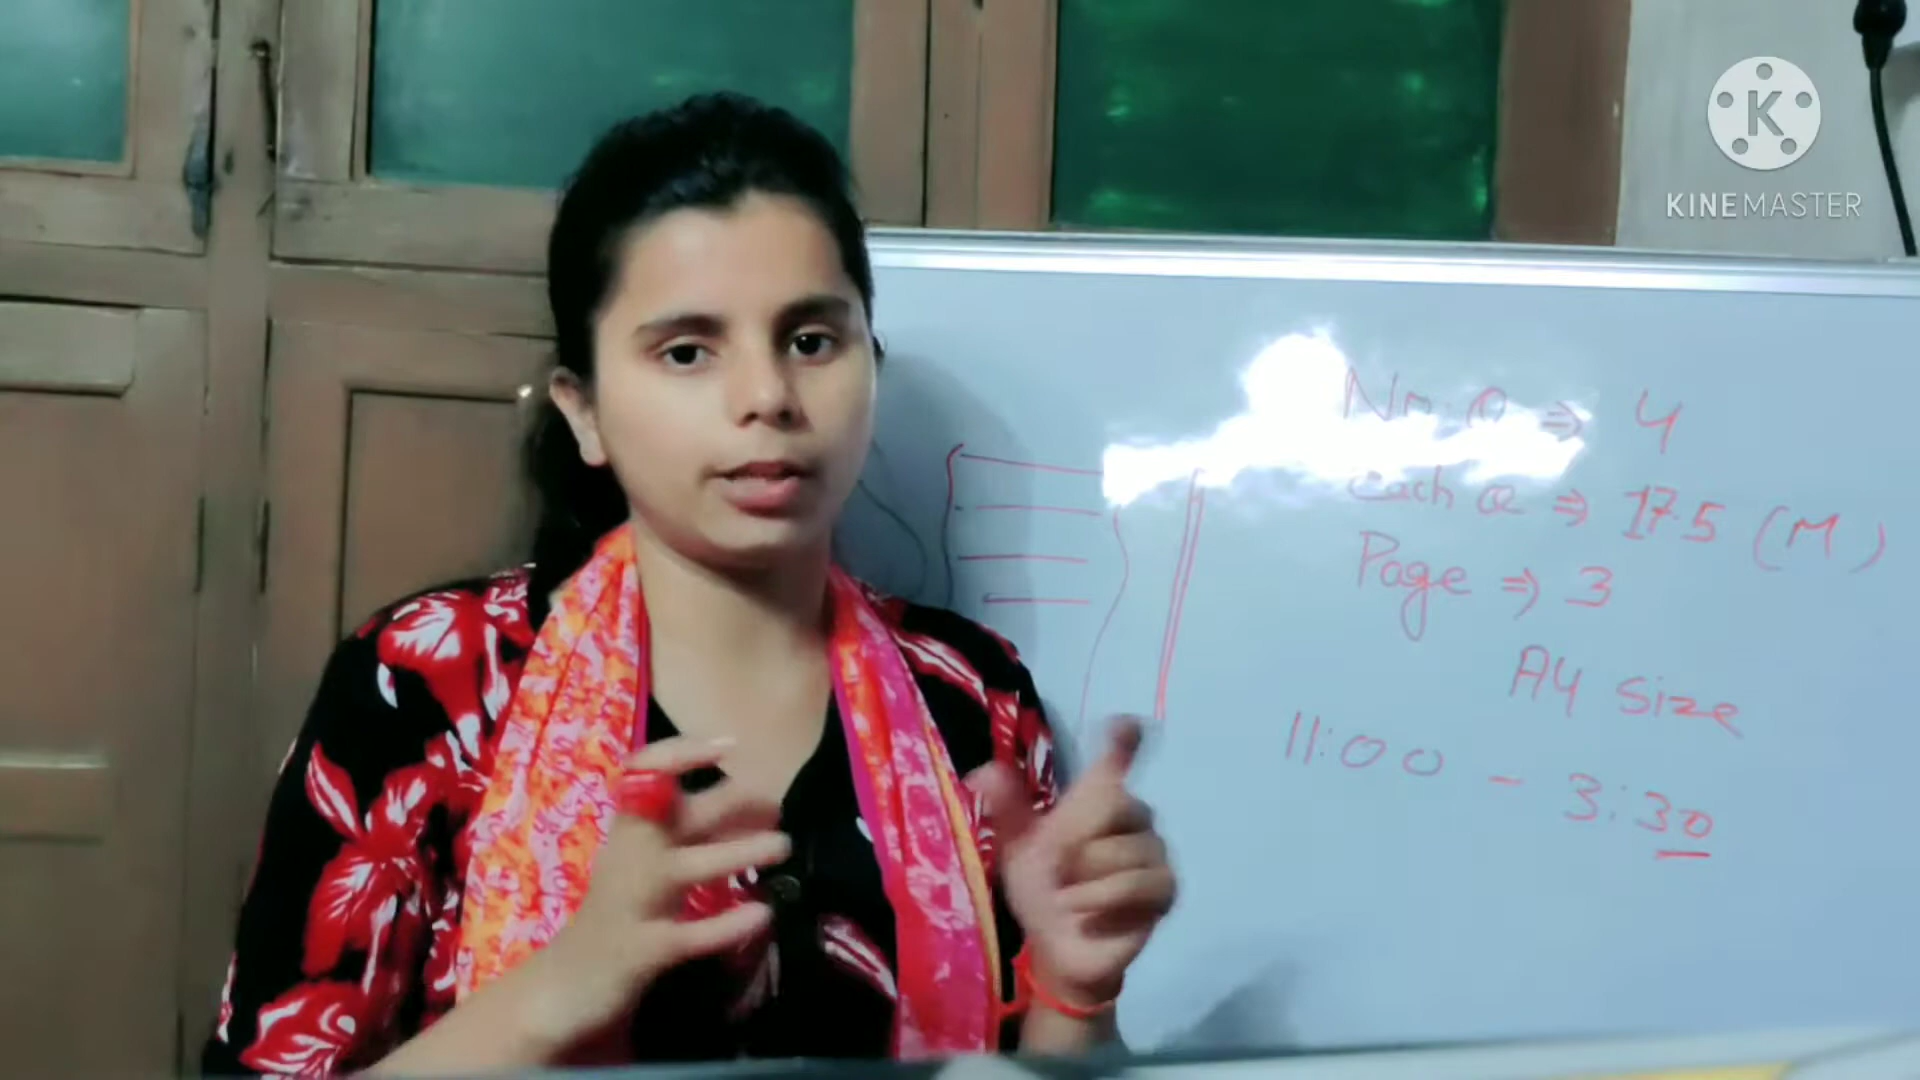 KINEMASTER
No. Q ⇒ 4
Each Q ⇒ 17.5 (M)
Page ⇒ 3
A4 size
11:00 - 3:30